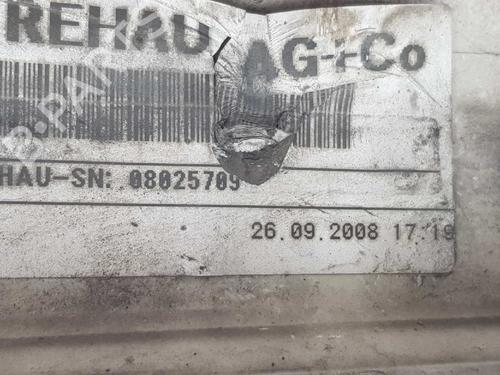 REHAU AG+Co
HAU-SN: 08025709
26.09.2008 17:19